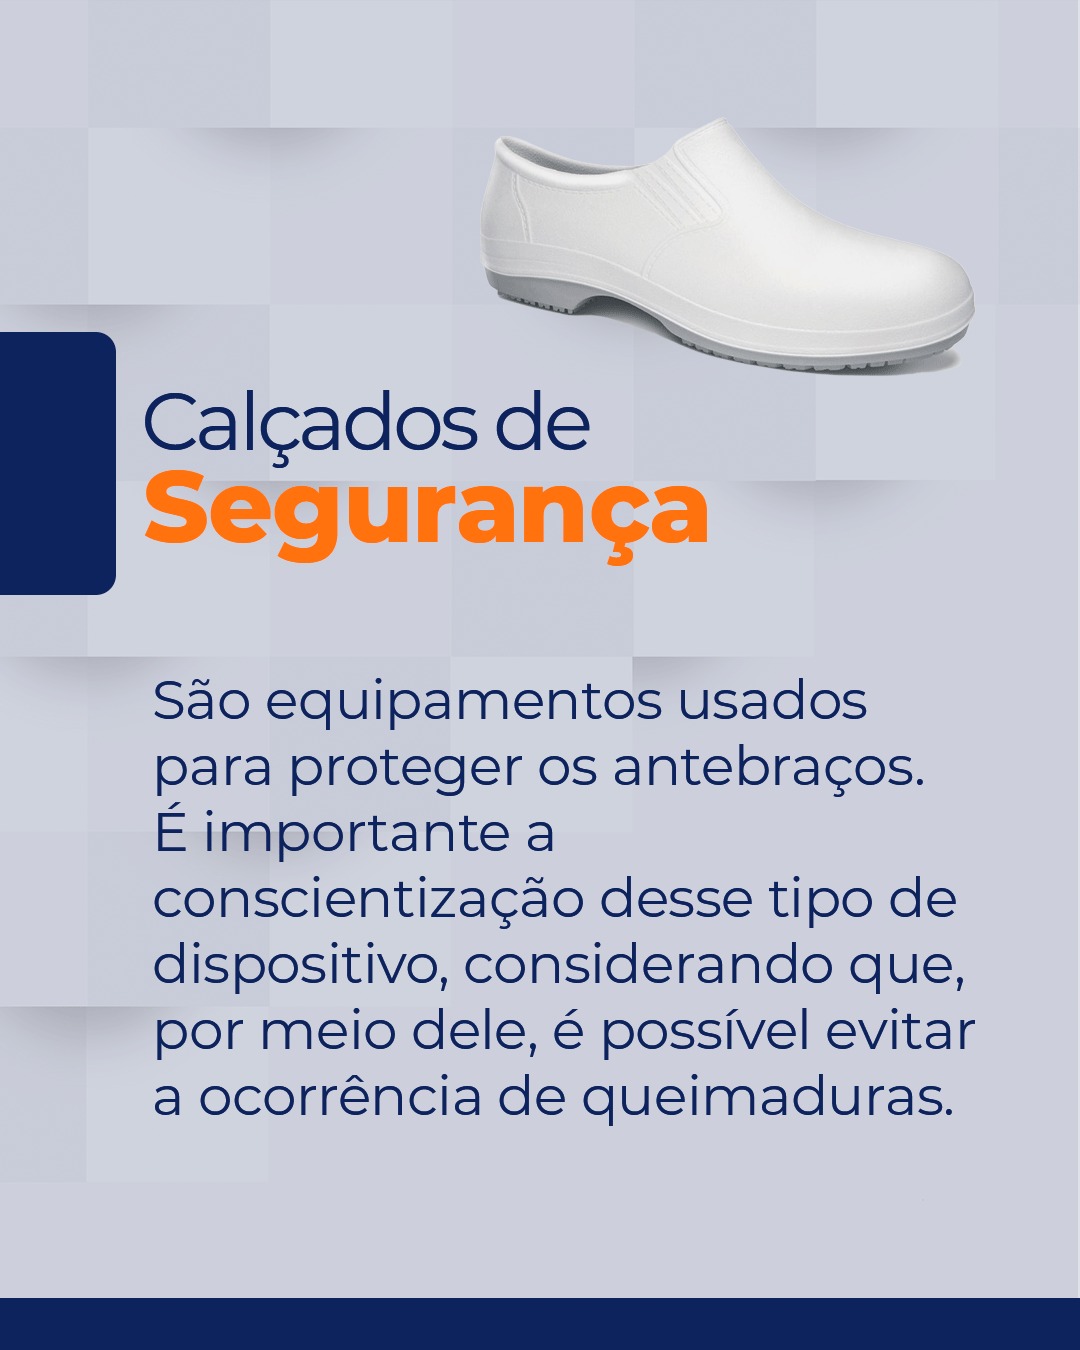 Calçados de
Segurança
São equipamentos usados
para proteger os antebraços.
É importante a
conscientização desse tipo de
dispositivo, considerando que,
por meio dele, é possível evitar
a ocorrência de queimaduras.